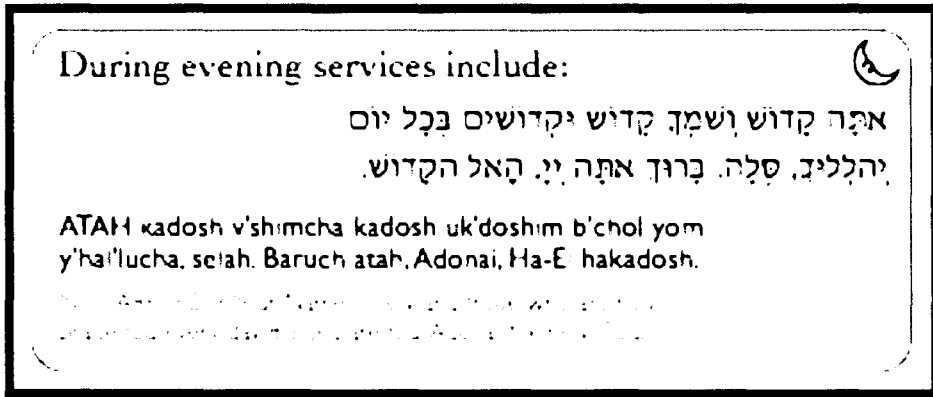 During evening services include:
אַתָּה קָדוֹשׁ וְשִׁמְךָ קָדוֹשׁ וּקְדוֹשִׁים בְּכָל יוֹם
יְהַלְלוּךָ, סֶּלָה. בָּרוּךְ אַתָּה יְיָ, הָאֵל הַקָּדוֹשׁ.
ATAH kadosh v'shimcha kadosh uk'doshim b'chol yom
y'hal'lucha, selah. Baruch atah, Adonai, Ha-El hakadosh.